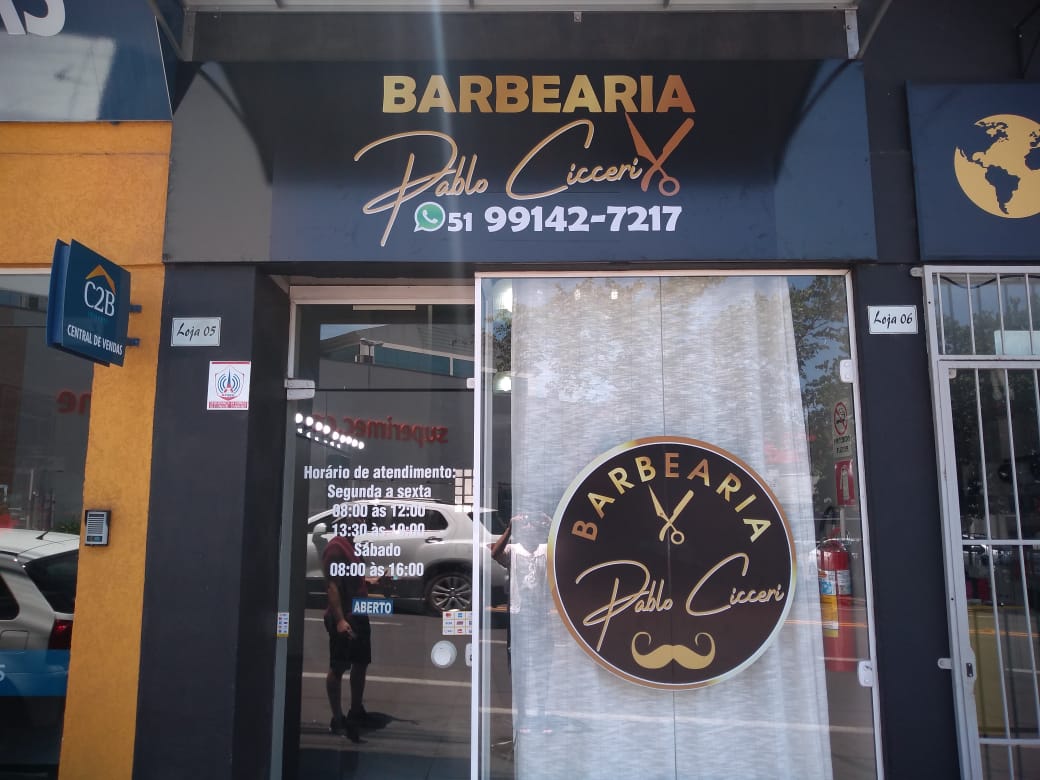 BARBEARIA
Pablo Cicceri
51 99142-7217
C2B
CENTRAL DE VENDAS
Loja 05
Loja 06
Horário de atendimento:
Segunda a sexta
08:00 às 12:00
13:30 às 19:00
Sábado
08:00 às 16:00
ABERTO
BARBEARIA
Pablo Cicceri